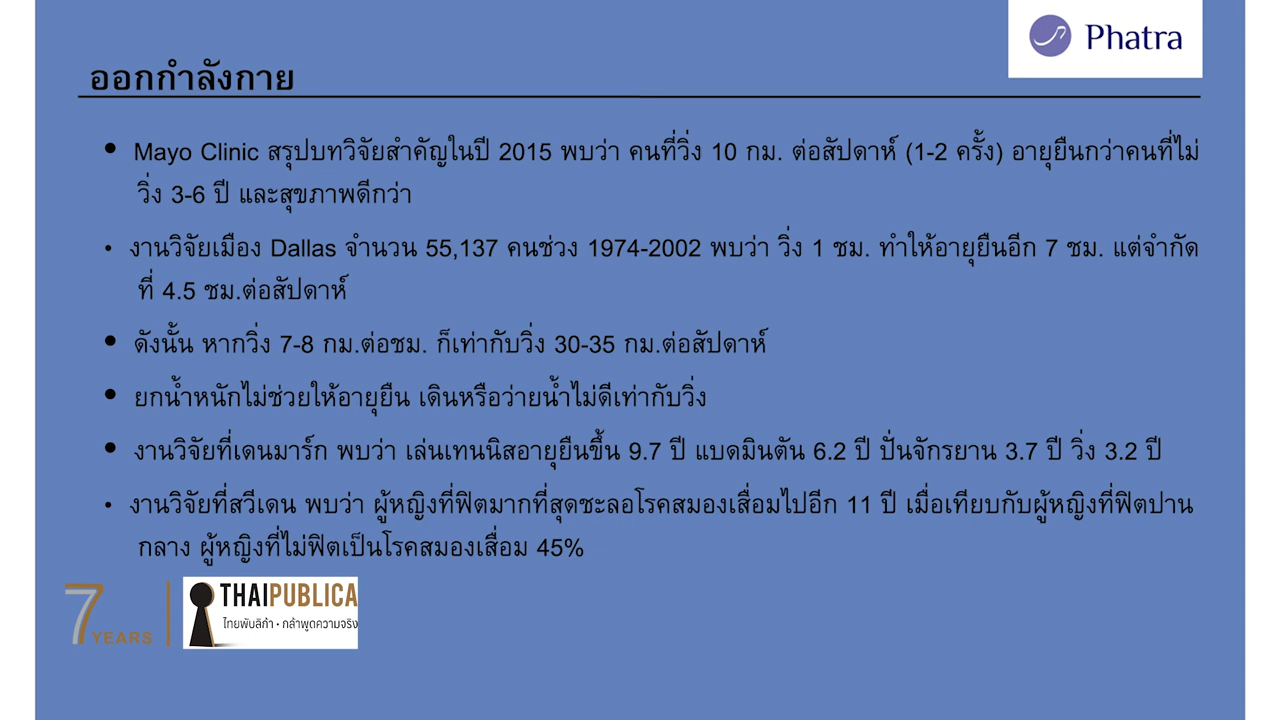 Phatra
ออกกำลังกาย
• Mayo Clinic สรุปบทวิจัยสำคัญในปี 2015 พบว่า คนที่วิ่ง 10 กม. ต่อสัปดาห์ (1-2 ครั้ง) อายุยืนกว่าคนที่ไม่
วิ่ง 3-6 ปี และสุขภาพดีกว่า
• งานวิจัยเมือง Dallas จำนวน 55,137 คนช่วง 1974-2002 พบว่า วิ่ง 1 ชม. ทำให้อายุยืนอีก 7 ชม. แต่จำกัด
ที่ 4.5 ชม.ต่อสัปดาห์
• ดังนั้น หากวิ่ง 7-8 กม.ต่อชม. ก็เท่ากับวิ่ง 30-35 กม.ต่อสัปดาห์
• ยกน้ำหนักไม่ช่วยให้อายุยืน เดินหรือว่ายน้ำไม่ดีเท่ากับวิ่ง
• งานวิจัยที่เดนมาร์ก พบว่า เล่นเทนนิสอายุยืนขึ้น 9.7 ปี แบดมินตัน 6.2 ปี ปั่นจักรยาน 3.7 ปี วิ่ง 3.2 ปี
• งานวิจัยที่สวีเดน พบว่า ผู้หญิงที่ฟิตมากที่สุดชะลอโรคสมองเสื่อมไปอีก 11 ปี เมื่อเทียบกับผู้หญิงที่ฟิตปาน
กลาง ผู้หญิงที่ไม่ฟิตเป็นโรคสมองเสื่อม 45%
7 YEARS
THAIPUBLICA
ไทยพับลิก้า • กล้าพูดความจริง